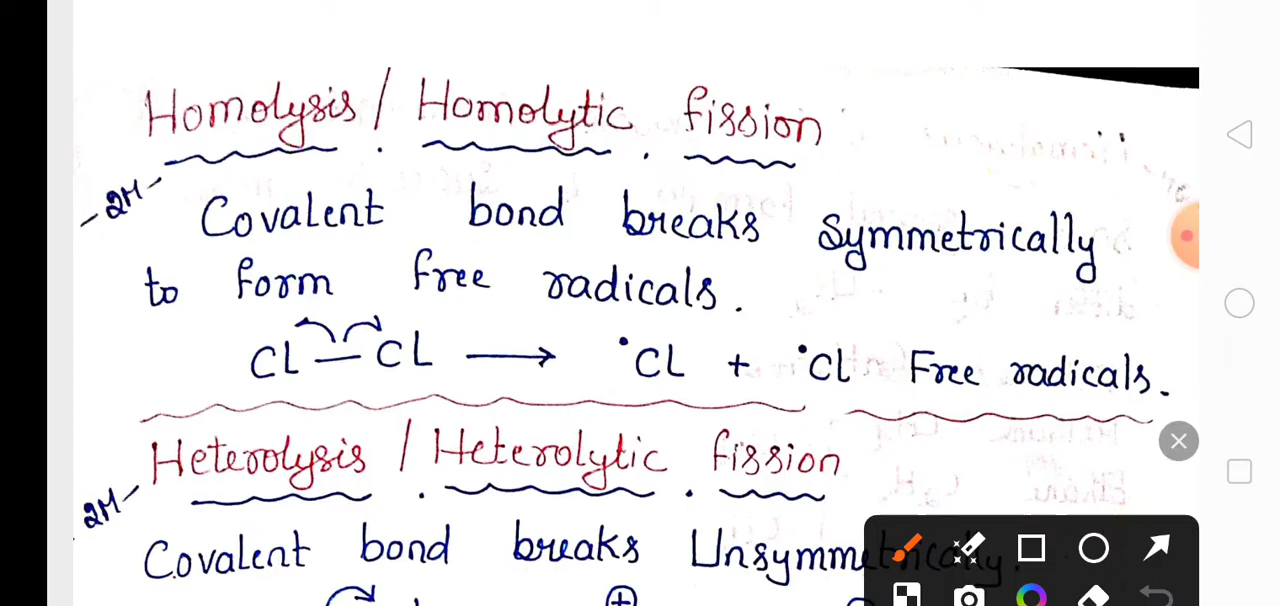 Homolysis / Homolytic fission
-2M-
Covalent bond breaks Symmetrically
to form free radicals.
Cl — CL ⟶ •CL + •Cl Free radicals.
Heterolysis / Heterolytic fission
2M-
Covalent bond breaks Unsymmetrically.
⊕